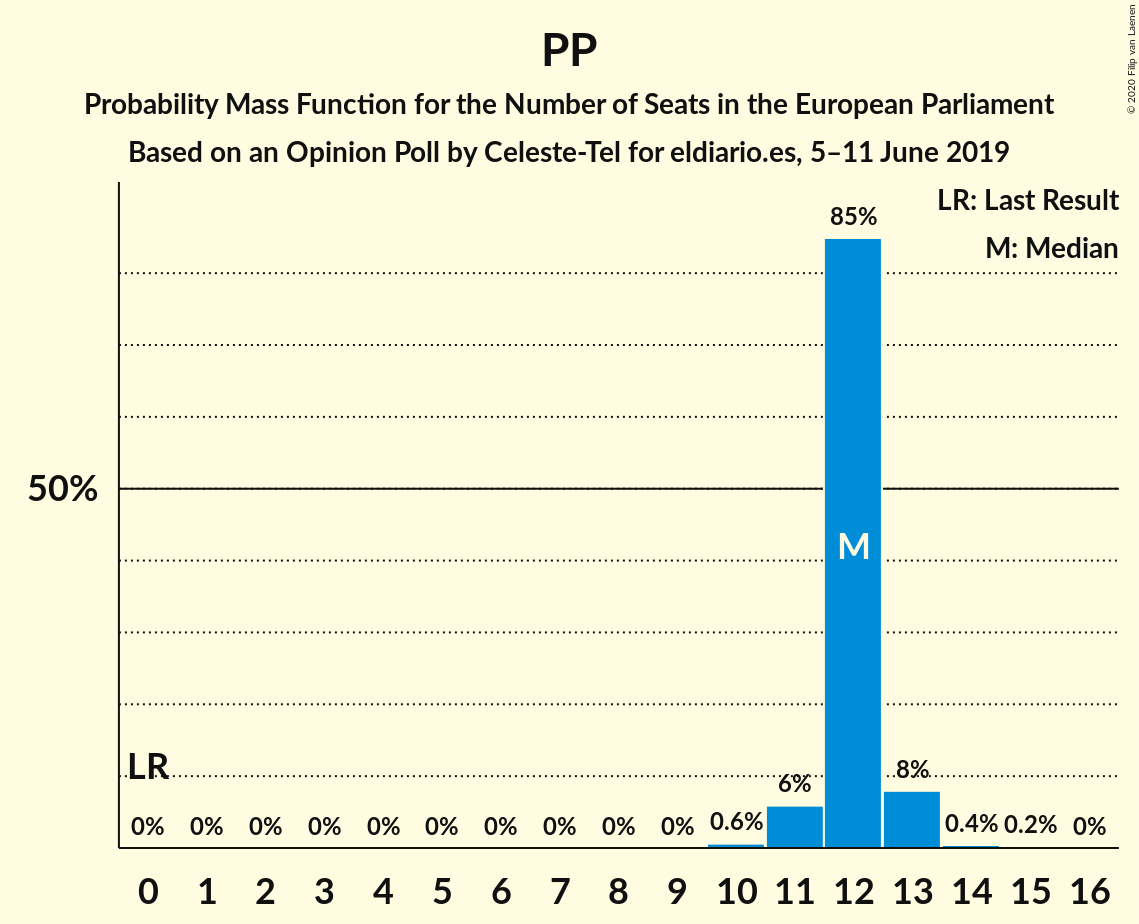 PP
Probability Mass Function for the Number of Seats in the European Parliament
Based on an Opinion Poll by Celeste-Tel for eldiario.es, 5–11 June 2019
© 2020 Filip van Laenen
LR: Last Result
M: Median
85%
50%
M
LR
0% 0% 0% 0% 0% 0% 0% 0% 0% 0% 0.6% 6% 8% 0.4% 0.2% 0%
0 1 2 3 4 5 6 7 8 9 10 11 12 13 14 15 16